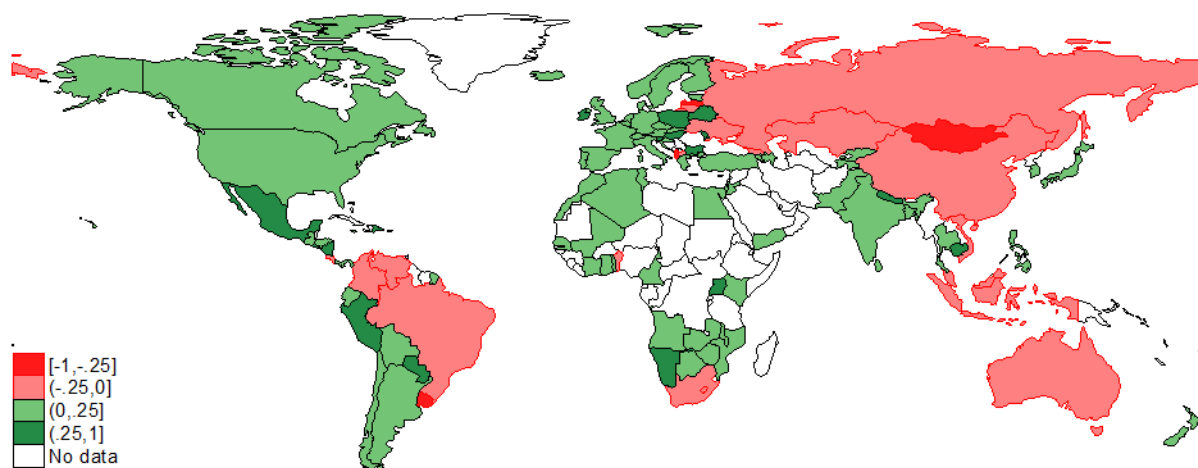 [-1,-.25]
(-.25,0]
(0,.25]
(.25,1]
No data